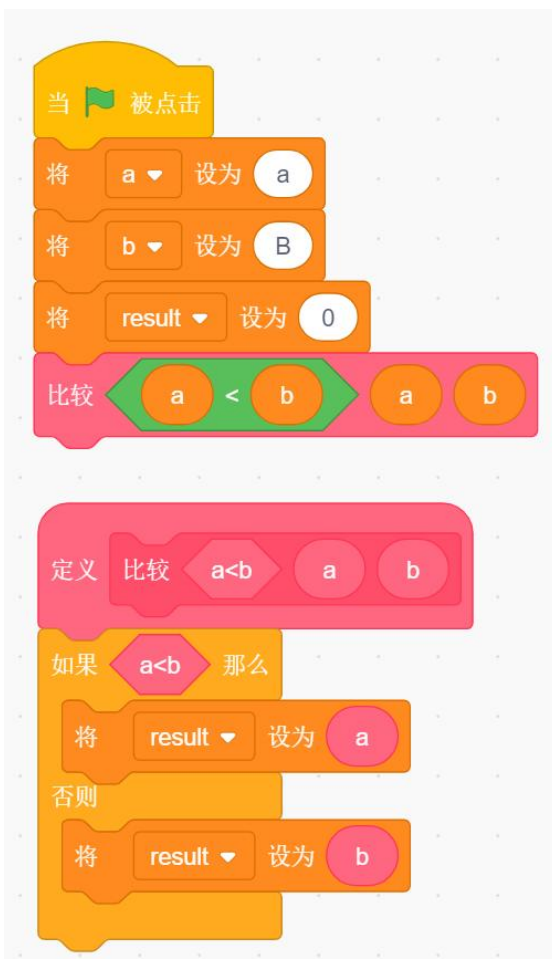 当 被点击
将 a 设为 a
将 b 设为 B
将 result 设为 0
比较 a < b a b
定义 比较 a<b a b
如果 a<b 那么
将 result 设为 a
否则
将 result 设为 b